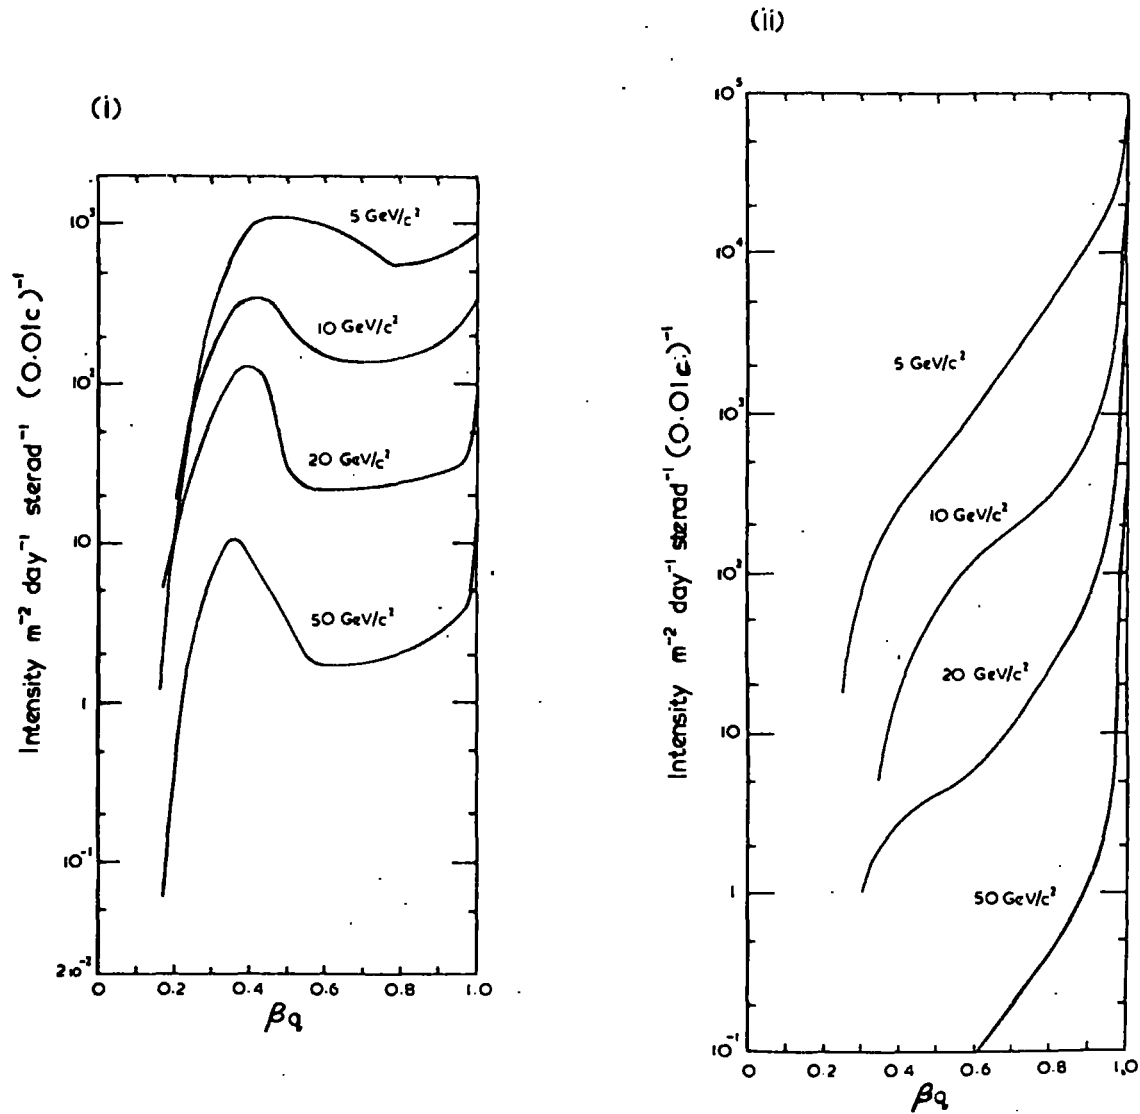 (i)
Intensity m⁻² day⁻¹ sterad⁻¹ (0.01c)⁻¹
10³
10²
10
1
10⁻¹
2 10⁻²
5 GeV/c²
10 GeV/c²
20 GeV/c²
50 GeV/c²
0 0.2 0.4 0.6 0.8 1.0
βq
(ii)
Intensity m⁻² day⁻¹ sterad⁻¹ (0.01c)⁻¹
10⁵
10⁴
10³
10²
10
1
10⁻¹
5 GeV/c²
10 GeV/c²
20 GeV/c²
50 GeV/c²
0 0.2 0.4 0.6 0.8 1.0
βq